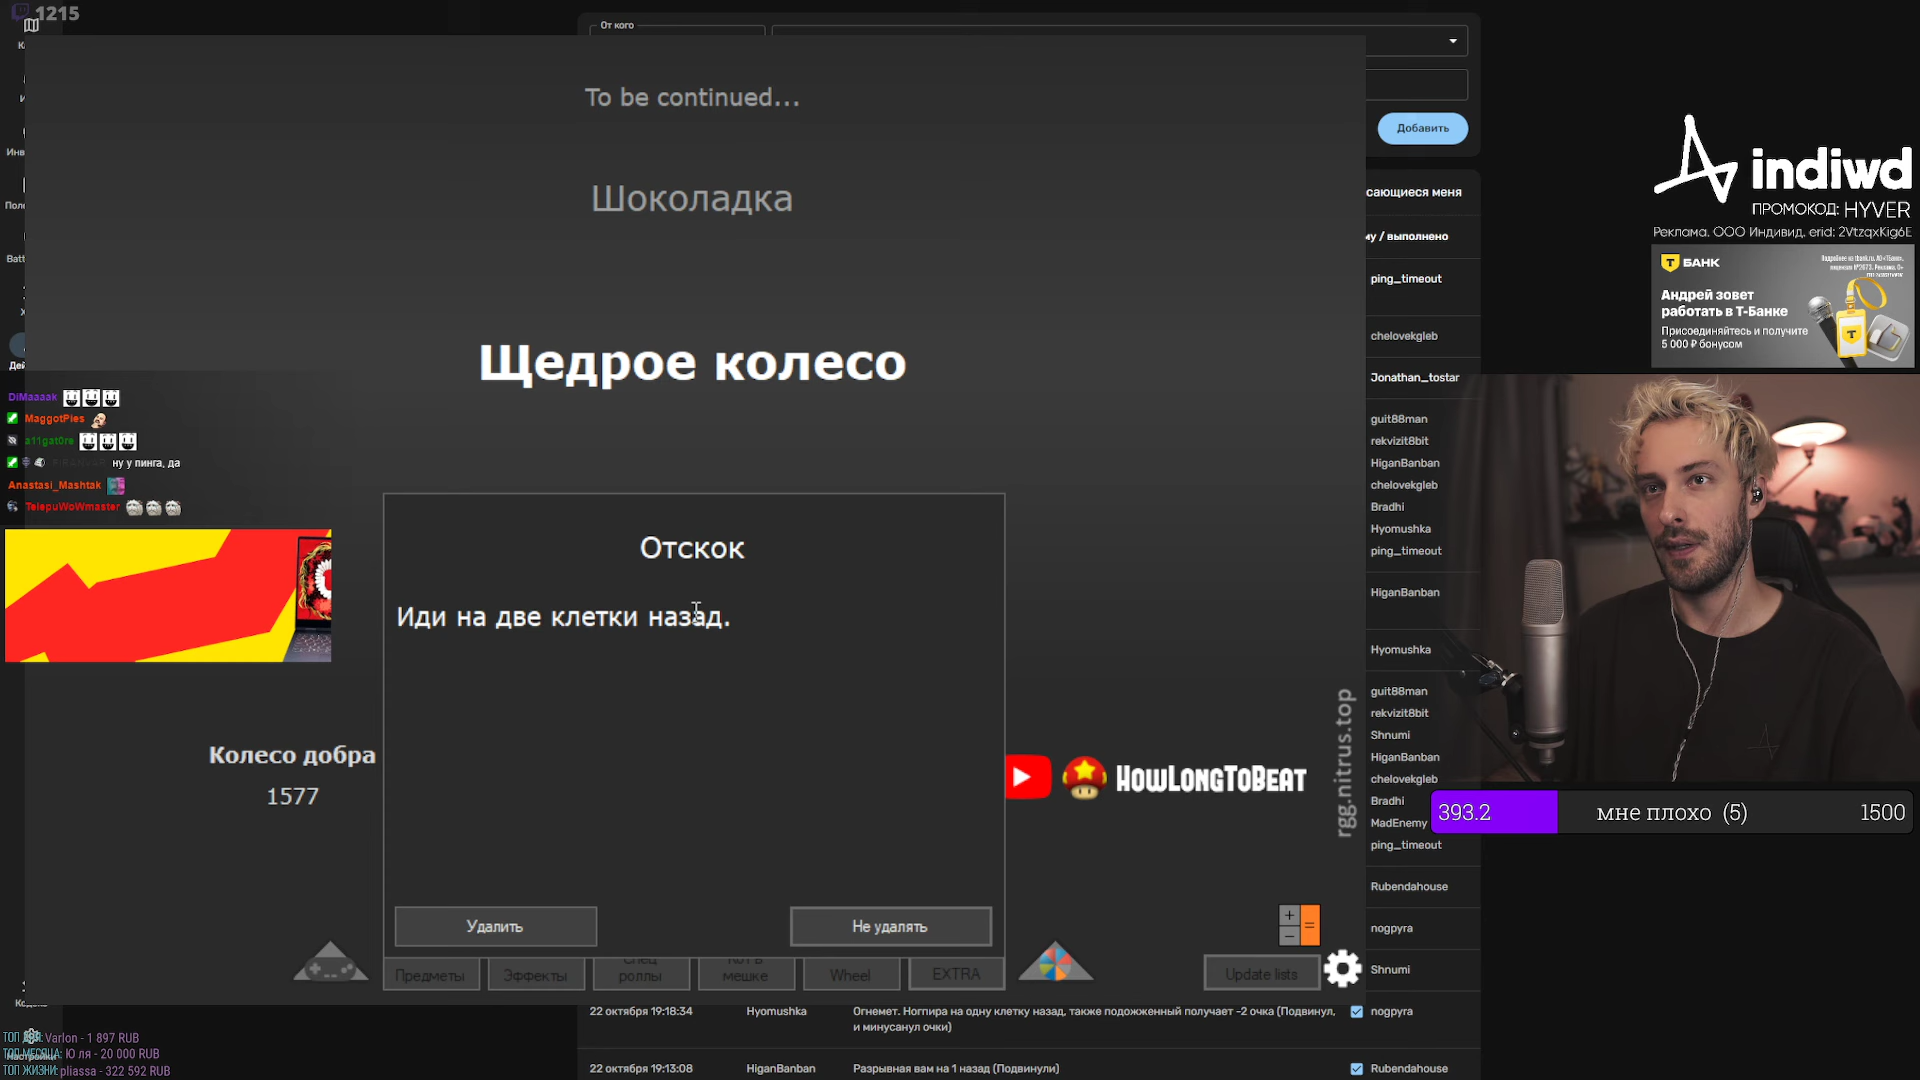 1215
От кого
To be continued...
Шоколадка
Щедрое колесо
Добавить
сающиеся меня
му / выполнено
ping_timeout
chelovekgleb
Jonathan_tostar
guit88man
rekvizit8bit
HiganBanban
chelovekgleb
Bradhi
Hyomushka
ping_timeout
HiganBanban
Hyomushka
guit88man
rekvizit8bit
Shnumi
HiganBanban
chelovekgleb
Bradhi
MadEnemy
ping_timeout
Rubendahouse
nogpyra
Shnumi
nogpyra
Rubendahouse
indiwd
ПРОМОКОД: HYVER
Реклама. ООО Индивид. erid: 2VtzqxKig6E
Т БАНК
Андрей зовет
работать в Т-Банке
Присоединяйтесь и получите
5 000 ₽ бонусом
DiMaaaak
MaggotPies
a11gat0re
ну у пинга, да
Anastasi_Mashtak
TelepuWoWmaster
Отскок
Иди на две клетки назад.
Удалить
Не удалять
Колесо добра
1577
HowLongToBeat
rgg.nitrus.top
393.2 мне плохо (5) 1500
Предметы
Эффекты
роллы
мешке
Wheel
EXTRA
Update lists
22 октября 19:18:34 Hyomushka Огнемет. Ногпира на одну клетку назад, также подожженный получает -2 очка (Подвинул,
и минусанул очки)
22 октября 19:13:08 HiganBanban Разрывная вам на 1 назад (Подвинули)
Varlon - 1 897 RUB
ТОП МЕСЯЦА: Ю ля - 20 000 RUB
ТОП ЖИЗНИ: pliassa - 322 592 RUB